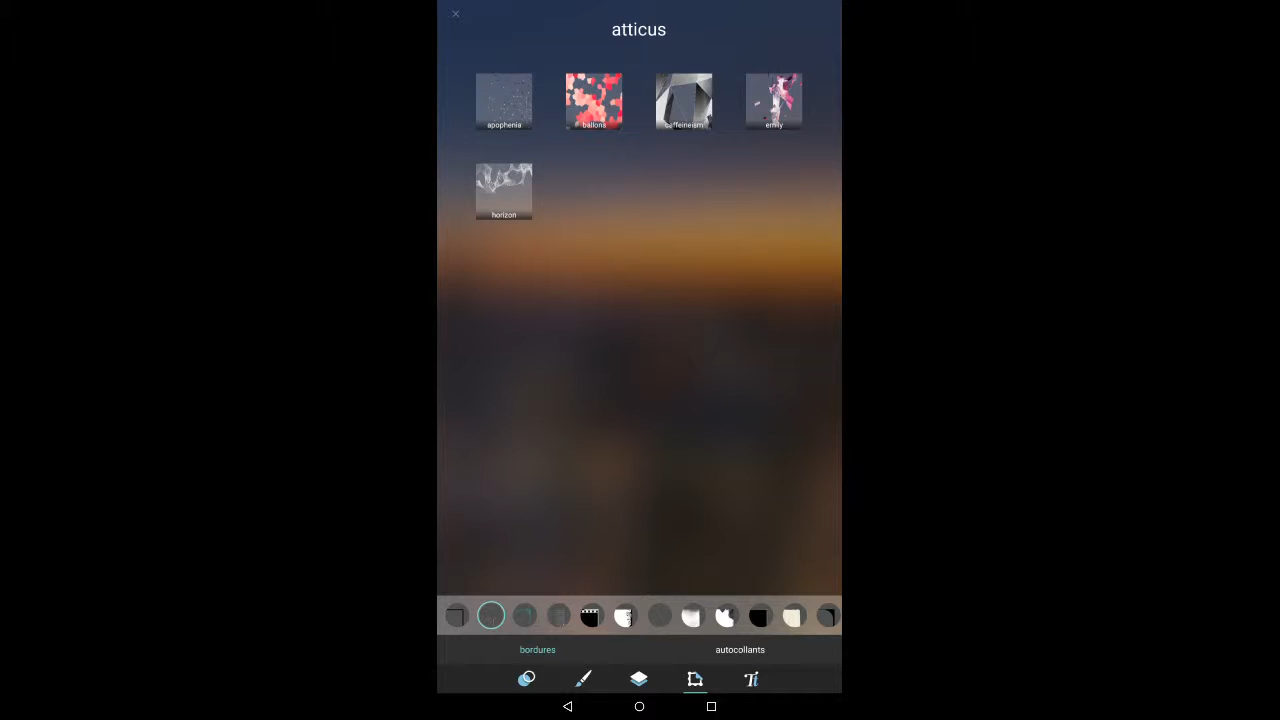 atticus
apophenia
ballons
caffeineism
emily
horizon
bordures
autocollants